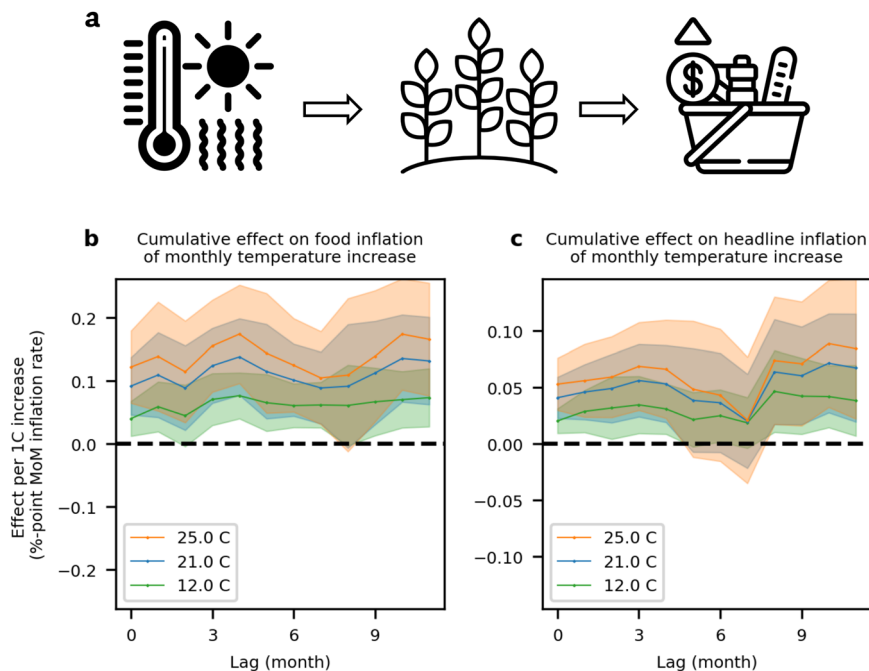 a
$
b
Cumulative effect on food inflation
of monthly temperature increase
Effect per 1C increase
(%-point MoM inflation rate)
0.2
0.1
0.0
−0.1
−0.2
25.0 C
21.0 C
12.0 C
0 3 6 9
Lag (month)
c
Cumulative effect on headline inflation
of monthly temperature increase
0.10
0.05
0.00
−0.05
−0.10
25.0 C
21.0 C
12.0 C
0 3 6 9
Lag (month)